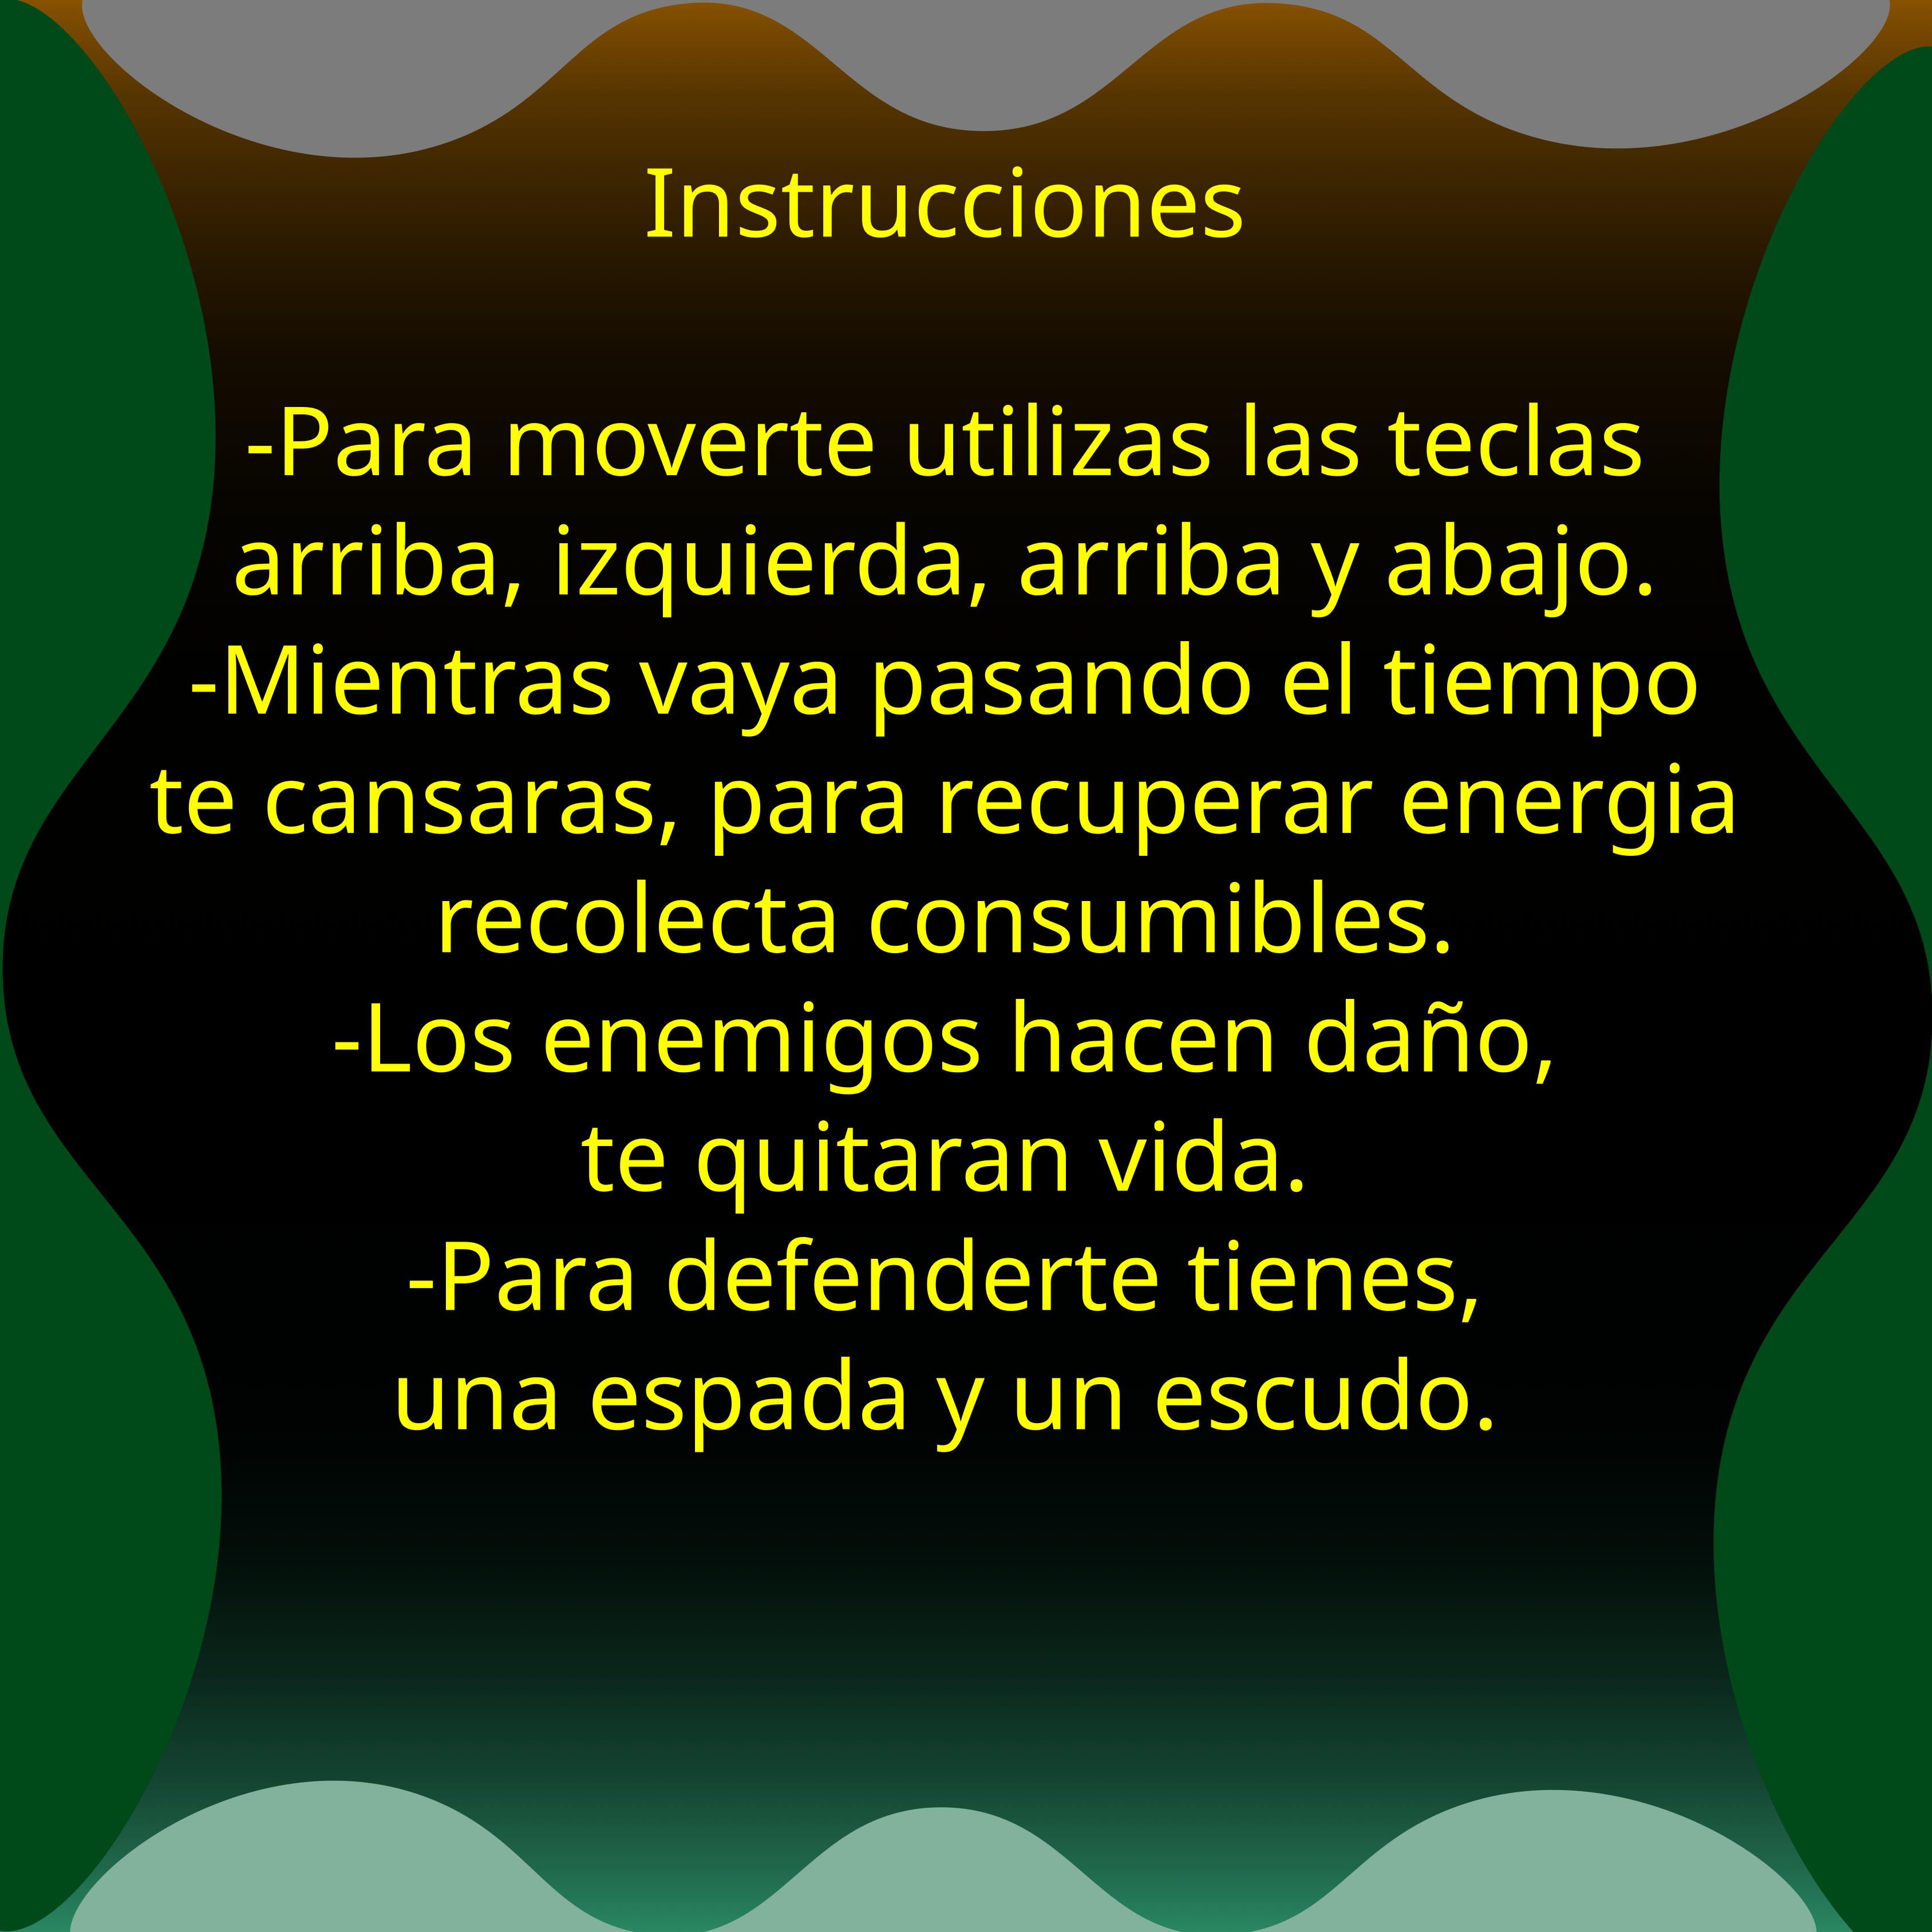 Instrucciones
-Para moverte utilizas las teclas
arriba, izquierda, arriba y abajo.
-Mientras vaya pasando el tiempo
te cansaras, para recuperar energia
recolecta consumibles.
-Los enemigos hacen daño,
te quitaran vida.
-Para defenderte tienes,
una espada y un escudo.